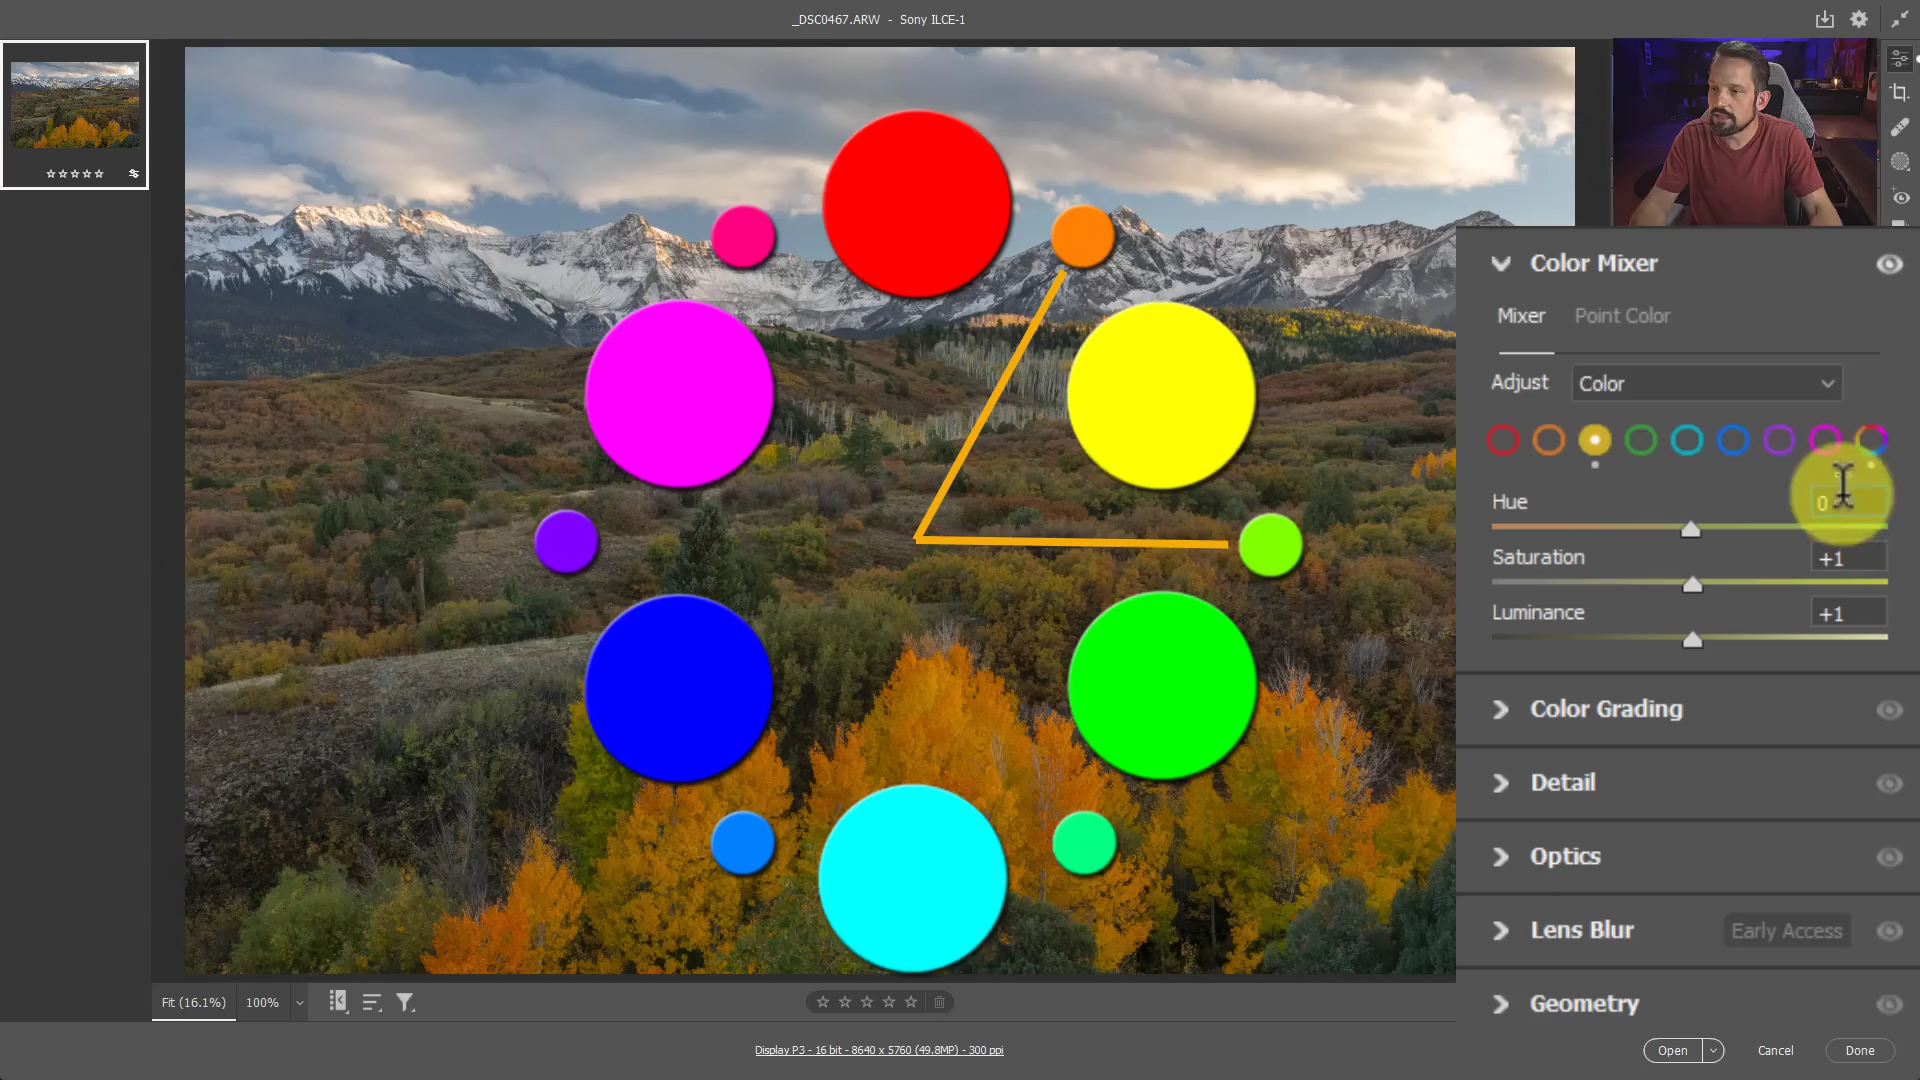 _DSC0467.ARW - Sony ILCE-1
Color Mixer
Mixer Point Color
Adjust Color
Hue 0
Saturation +1
Luminance +1
Color Grading
Detail
Optics
Lens Blur Early Access
Geometry
Fit (16.1%) 100%
Display P3 - 16 bit - 8640 x 5760 (49.8MP) - 300 ppi
Open Cancel Done